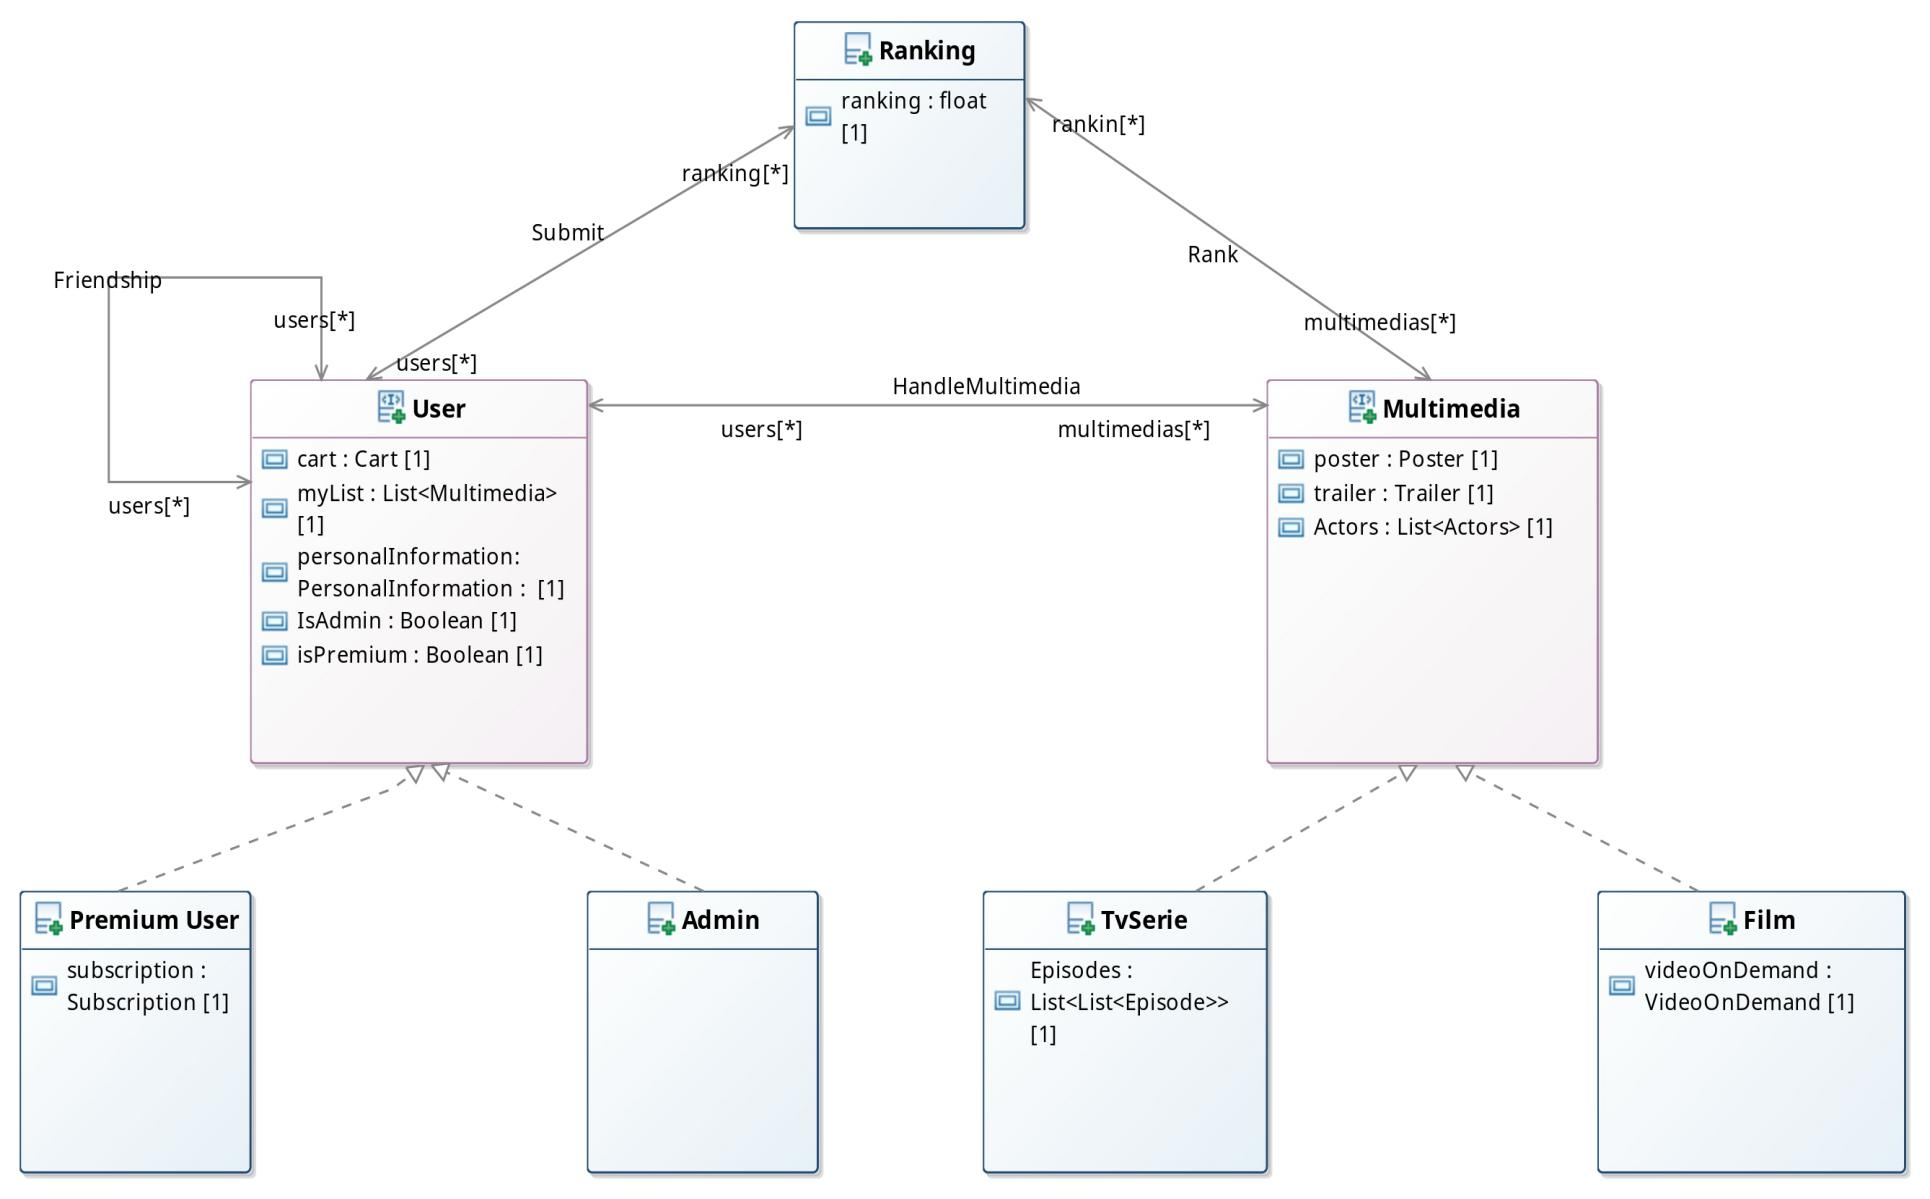 Ranking
ranking : float
[1]
rankin[*]
ranking[*]
Submit
Rank
Friendship
users[*]
multimedias[*]
users[*]
HandleMultimedia
users[*]
multimedias[*]
users[*]
User
cart : Cart [1]
myList : List<Multimedia>
[1]
personalInformation:
PersonalInformation :  [1]
IsAdmin : Boolean [1]
isPremium : Boolean [1]
Multimedia
poster : Poster [1]
trailer : Trailer [1]
Actors : List<Actors> [1]
Premium User
subscription :
Subscription [1]
Admin
TvSerie
Episodes :
List<List<Episode>>
[1]
Film
videoOnDemand :
VideoOnDemand [1]